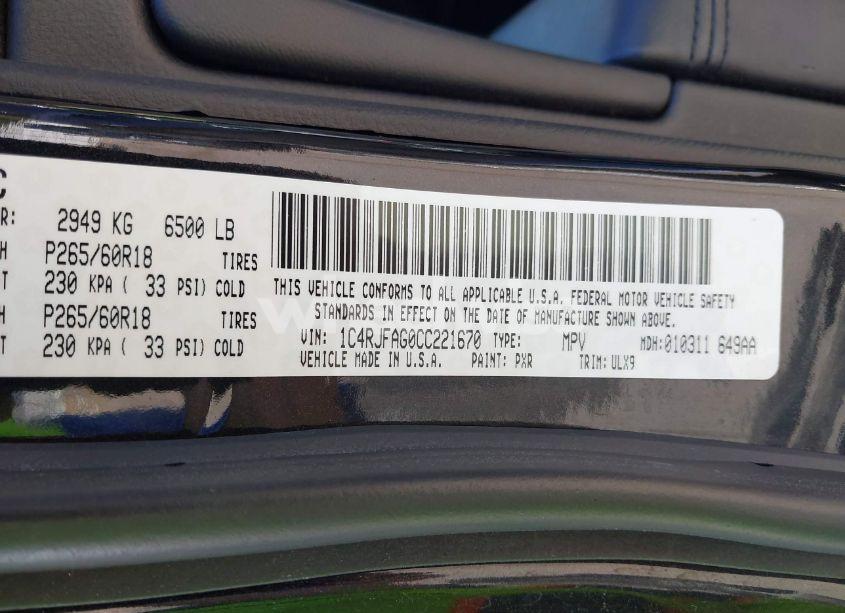 C
R: 2949 KG 6500 LB
H P265/60R18 TIRES
T 230 KPA ( 33 PSI) COLD
H P265/60R18 TIRES
T 230 KPA ( 33 PSI) COLD
THIS VEHICLE CONFORMS TO ALL APPLICABLE U.S.A. FEDERAL MOTOR VEHICLE SAFETY
STANDARDS IN EFFECT ON THE DATE OF MANUFACTURE SHOWN ABOVE.
VIN: 1C4RJFAG0CC221670 TYPE: MPV MDH:010311 649AA
VEHICLE MADE IN U.S.A. PAINT: PXR TRIM:ULX9